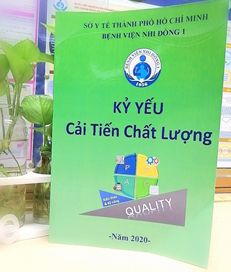 SỞ Y TẾ THÀNH PHỐ HỒ CHÍ MINH
BỆNH VIỆN NHI ĐỒNG 1
KỶ YẾU
Cải Tiến Chất Lượng
P
A
QUALITY
-Năm 2020-